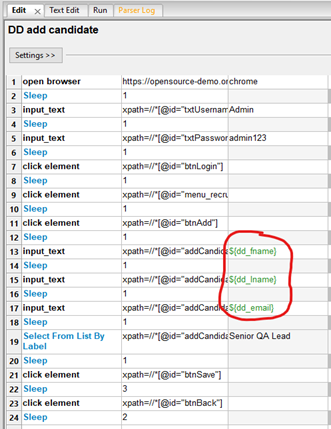 Edit × Text Edit Run Parser Log
DD add candidate
Settings >>
1 open browser https://opensource-demo.or chrome
2 Sleep 1
3 input_text xpath=//*[@id="txtUsernam Admin
4 Sleep 1
5 input_text xpath=//*[@id="txtPasswor admin123
6 Sleep 1
7 click element xpath=//*[@id="btnLogin"]
8 Sleep 1
9 click element xpath=//*[@id="menu_recru
10 Sleep 1
11 click element xpath=//*[@id="btnAdd"]
12 Sleep 1
13 input_text xpath=//*[@id="addCandida ${dd_fname}
14 Sleep 1
15 input_text xpath=//*[@id="addCandida ${dd_lname}
16 Sleep 1
17 input_text xpath=//*[@id="addCandida ${dd_email}
18 Sleep 1
19 Select From List By Label xpath=//*[@id="addCandida Senior QA Lead
20 Sleep 1
21 click element xpath=//*[@id="btnSave"]
22 Sleep 3
23 click element xpath=//*[@id="btnBack"]
24 Sleep 2